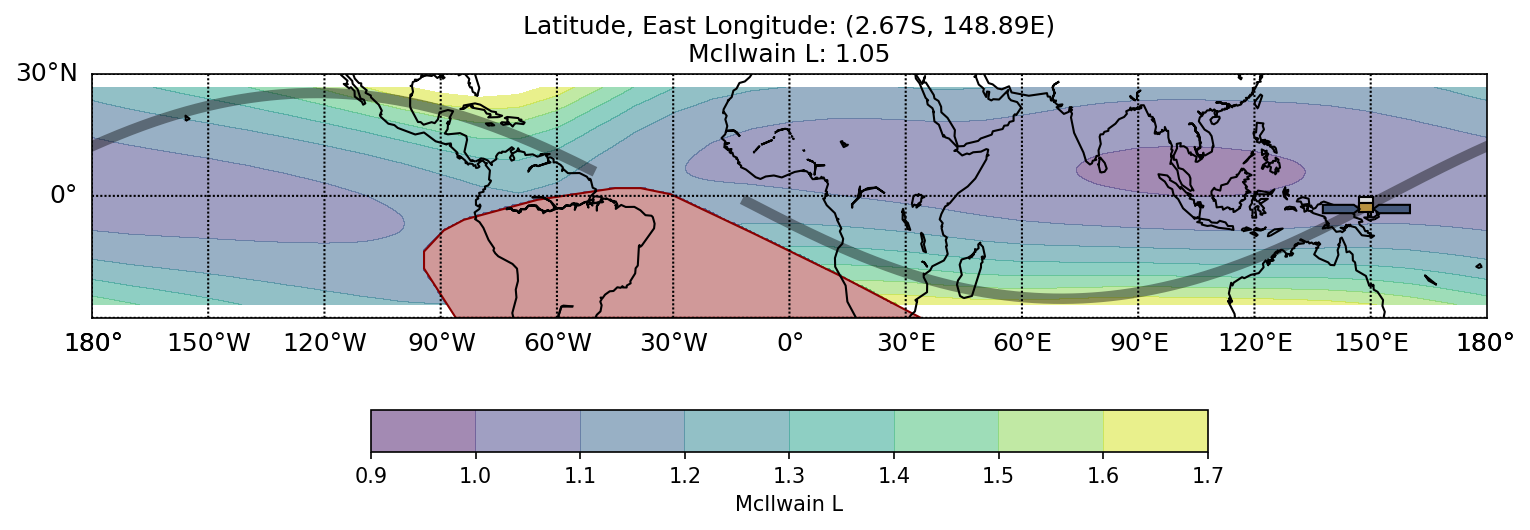 Latitude, East Longitude: (2.67S, 148.89E)
McIlwain L: 1.05
30°N
0°
180° 150°W 120°W 90°W 60°W 30°W 0° 30°E 60°E 90°E 120°E 150°E 180°
0.9 1.0 1.1 1.2 1.3 1.4 1.5 1.6 1.7
McIlwain L